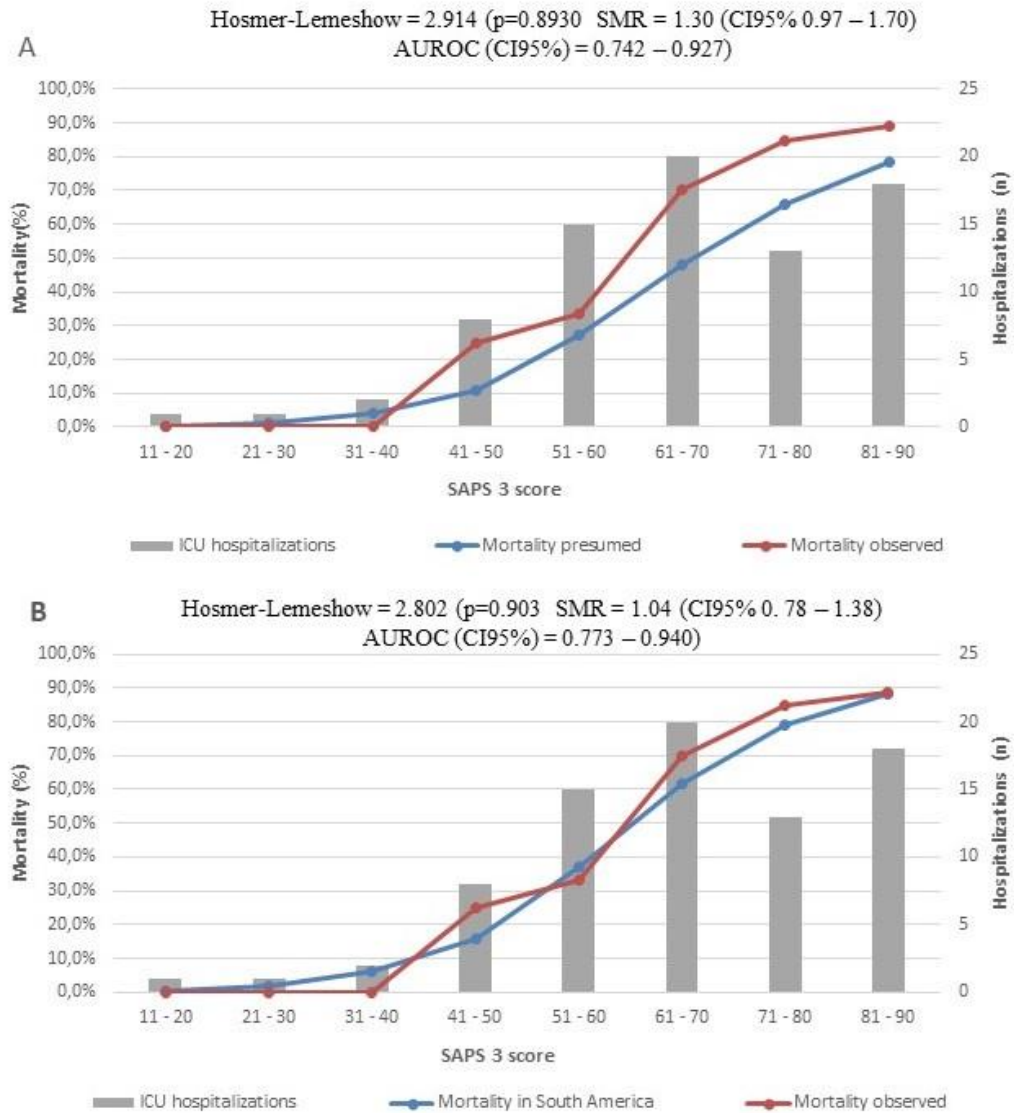 Hosmer-Lemeshow = 2.914 (p=0.8930 SMR = 1.30 (CI95% 0.97 – 1.70)
A
AUROC (CI95%) = 0.742 – 0.927)
100,0%
90,0%
80,0%
70,0%
60,0%
50,0%
40,0%
30,0%
20,0%
10,0%
0,0%
Mortality(%)
25
20
15
10
5
0
Hospitalizations (n)
11 - 20 21 - 30 31 - 40 41 - 50 51 - 60 61 - 70 71 - 80 81 - 90
SAPS 3 score
ICU hospitalizations Mortality presumed Mortality observed
B
Hosmer-Lemeshow = 2.802 (p=0.903 SMR = 1.04 (CI95% 0. 78 – 1.38)
AUROC (CI95%) = 0.773 – 0.940)
100,0%
90,0%
80,0%
70,0%
60,0%
50,0%
40,0%
30,0%
20,0%
10,0%
0,0%
Mortality (%)
25
20
15
10
5
0
Hospitalizations (n)
11 - 20 21 - 30 31 - 40 41 - 50 51 - 60 61 - 70 71 - 80 81 - 90
SAPS 3 score
ICU hospitalizations Mortality in South America Mortality observed